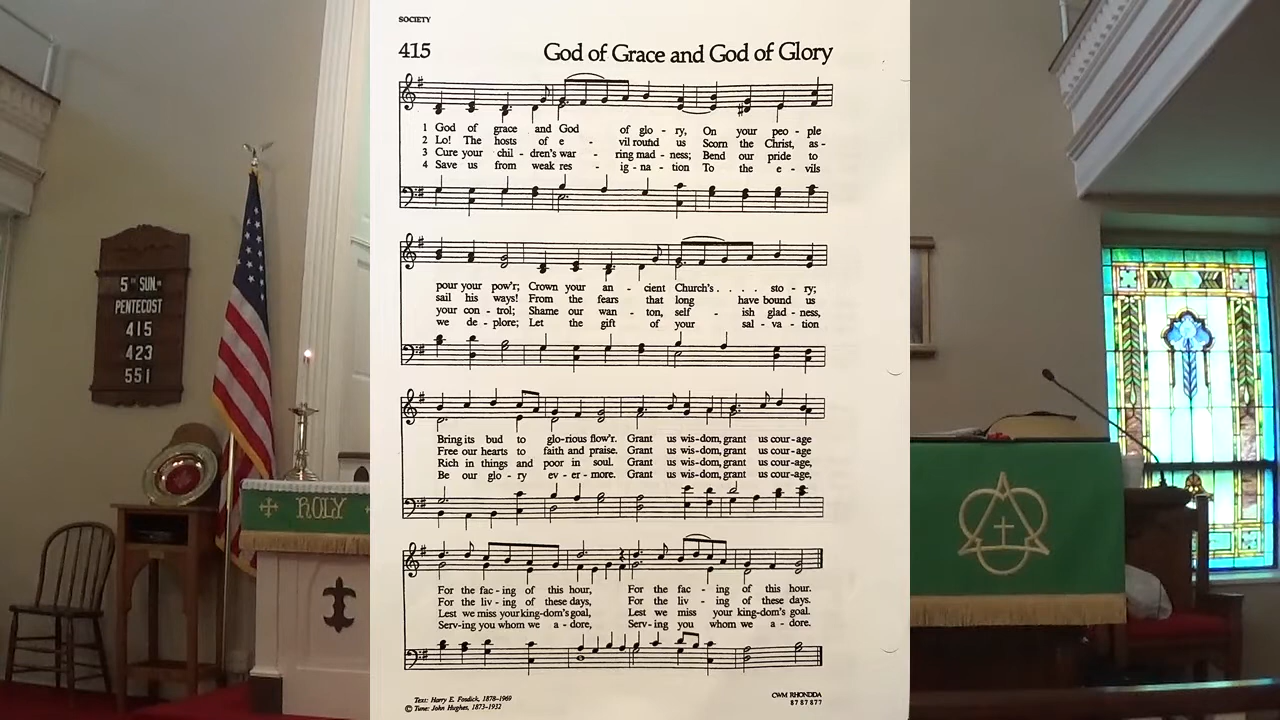 SOCIETY
415 God of Grace and God of Glory
1 God of grace and God of glo - ry, On your peo - ple
2 Lo! The hosts of e - vil round us Scorn the Christ, as -
3 Cure your chil - dren's war - ring mad - ness; Bend our pride to
4 Save us from weak res - ig - na - tion To the e - vils
pour your pow'r; Crown your an - cient Church's . . . . sto - ry;
sail his ways! From the fears that long have bound us
your con - trol; Shame our wan - ton, self - ish glad - ness,
we de - plore; Let the gift of your sal - va - tion
Bring its bud to glo-rious flow'r. Grant us wis-dom, grant us cour-age
Free our hearts to faith and praise. Grant us wis-dom, grant us cour-age,
Rich in things and poor in soul. Grant us wis-dom, grant us cour-age,
Be our glo - ry ev - er - more. Grant us wis-dom, grant us cour-age,
For the fac - ing of this hour, For the fac - ing of this hour.
For the liv - ing of these days, For the liv - ing of these days.
Lest we miss your king-dom's goal, Lest we miss your king-dom's goal.
Serv-ing you whom we a - dore, Serv-ing you whom we a - dore.
Text: Harry E. Fosdick, 1878-1969
© Tune: John Hughes, 1873-1932
CWM RHONDDA
87 87 877
5TH SUN.
PENTECOST
415
423
551
HOLY